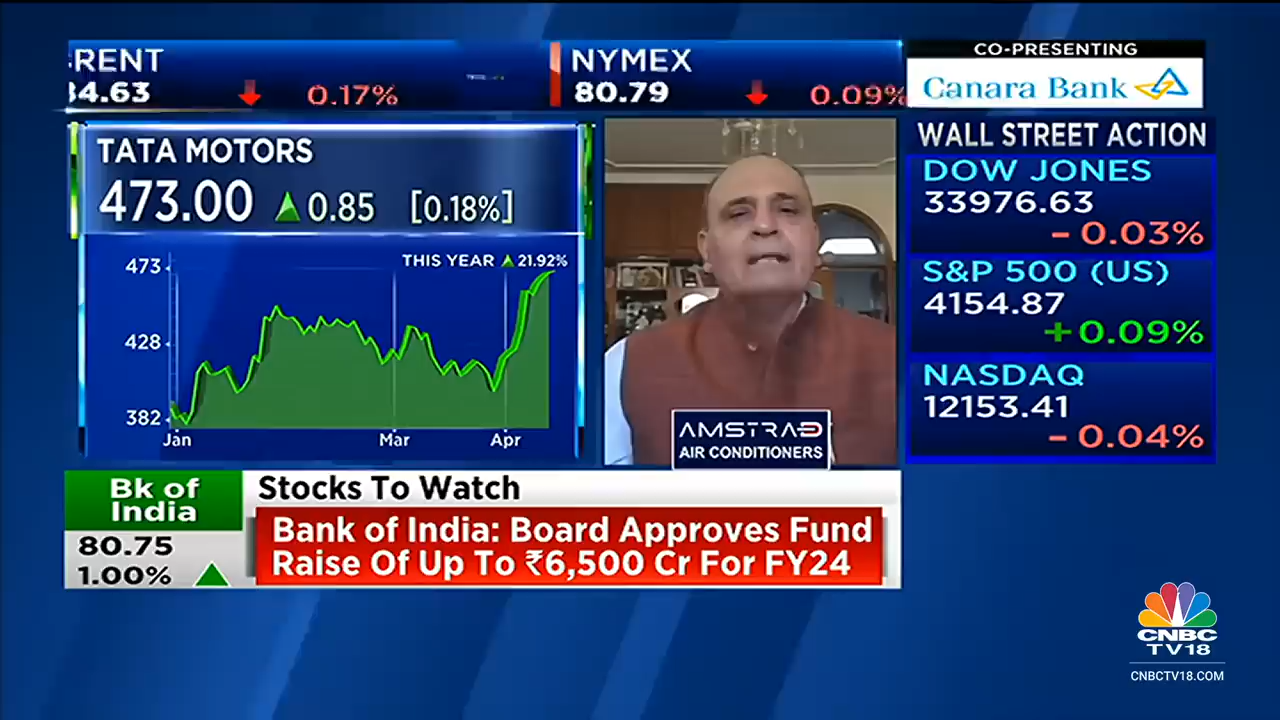 RENT
NYMEX
CO-PRESENTING
4.63
0.17%
80.79
0.09%
Canara Bank
WALL STREET ACTION
TATA MOTORS
473.00 ▲ 0.85 [0.18%]
THIS YEAR ▲ 21.92%
473
428
382
Jan
Mar
Apr
AMSTRAD
AIR CONDITIONERS
DOW JONES
33976.63
- 0.03%
S&P 500 (US)
4154.87
+0.09%
NASDAQ
12153.41
- 0.04%
Bk of
India
80.75
1.00% ▲
Stocks To Watch
Bank of India: Board Approves Fund
Raise Of Up To ₹6,500 Cr For FY24
CNBC
TV18
CNBCTV18.COM